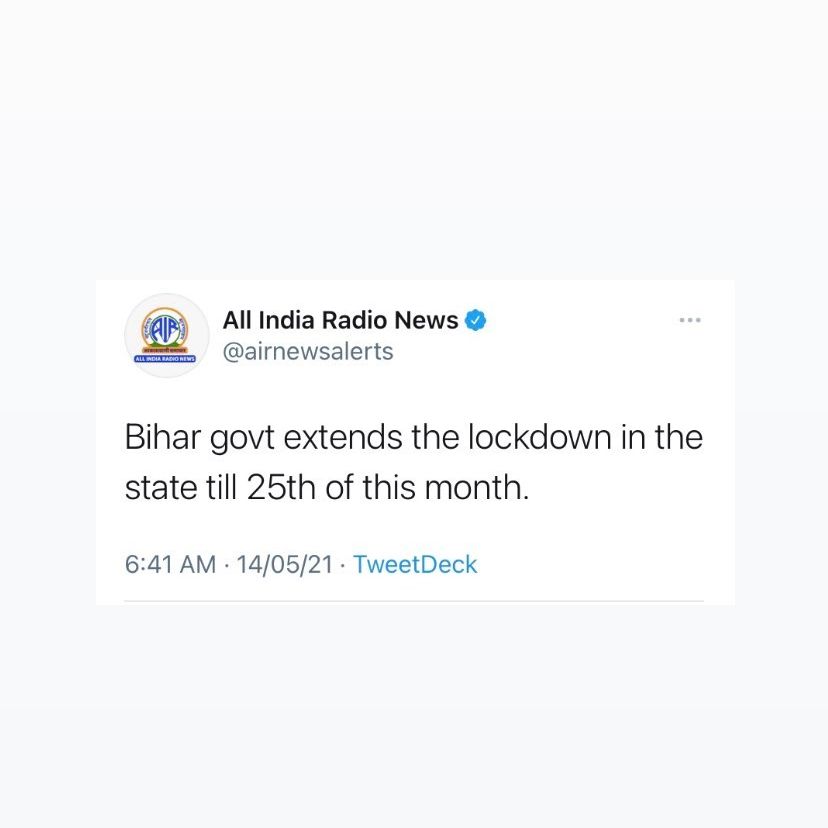 All India Radio News
@airnewsalerts
AIR
ALL INDIA RADIO NEWS
Bihar govt extends the lockdown in the
state till 25th of this month.
6:41 AM · 14/05/21 · TweetDeck